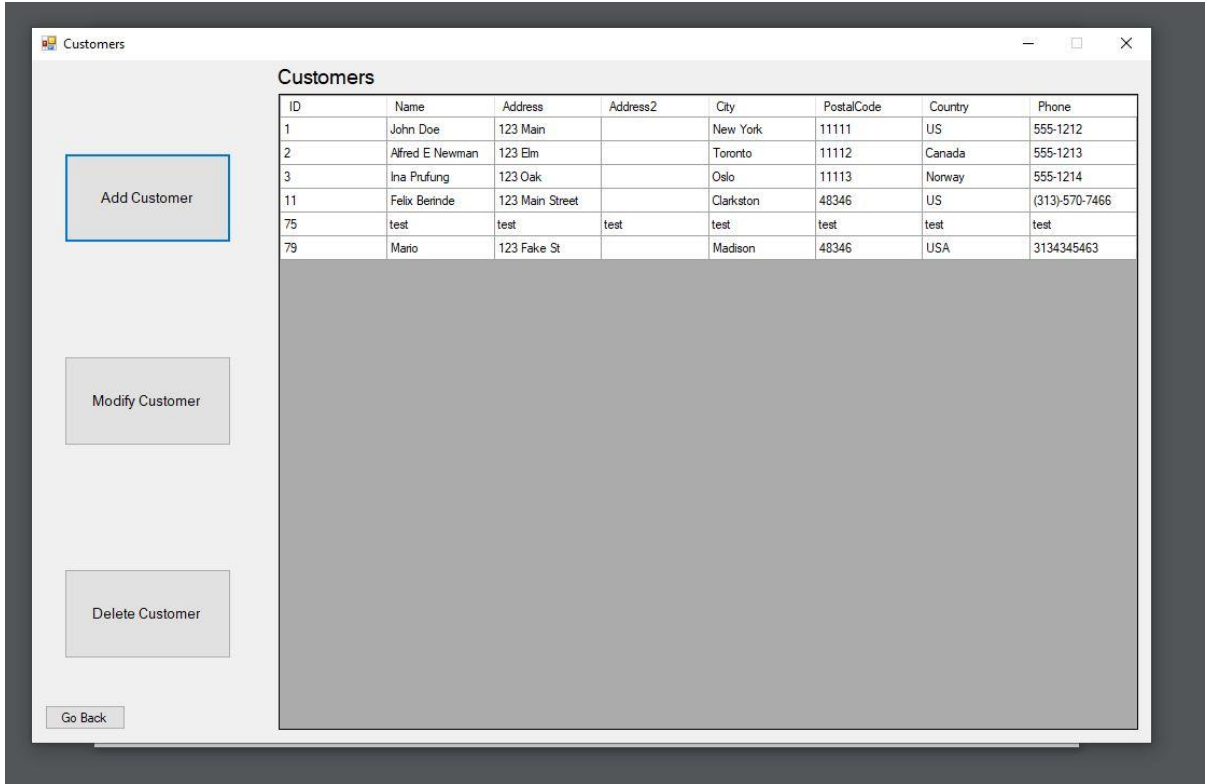 Customers
Customers
ID Name Address Address2 City PostalCode Country Phone
1 John Doe 123 Main New York 11111 US 555-1212
2 Alfred E Newman 123 Elm Toronto 11112 Canada 555-1213
3 Ina Prufung 123 Oak Oslo 11113 Norway 555-1214
11 Felix Berinde 123 Main Street Clarkston 48346 US (313)-570-7466
75 test test test test test test test
79 Mario 123 Fake St Madison 48346 USA 3134345463
Add Customer
Modify Customer
Delete Customer
Go Back